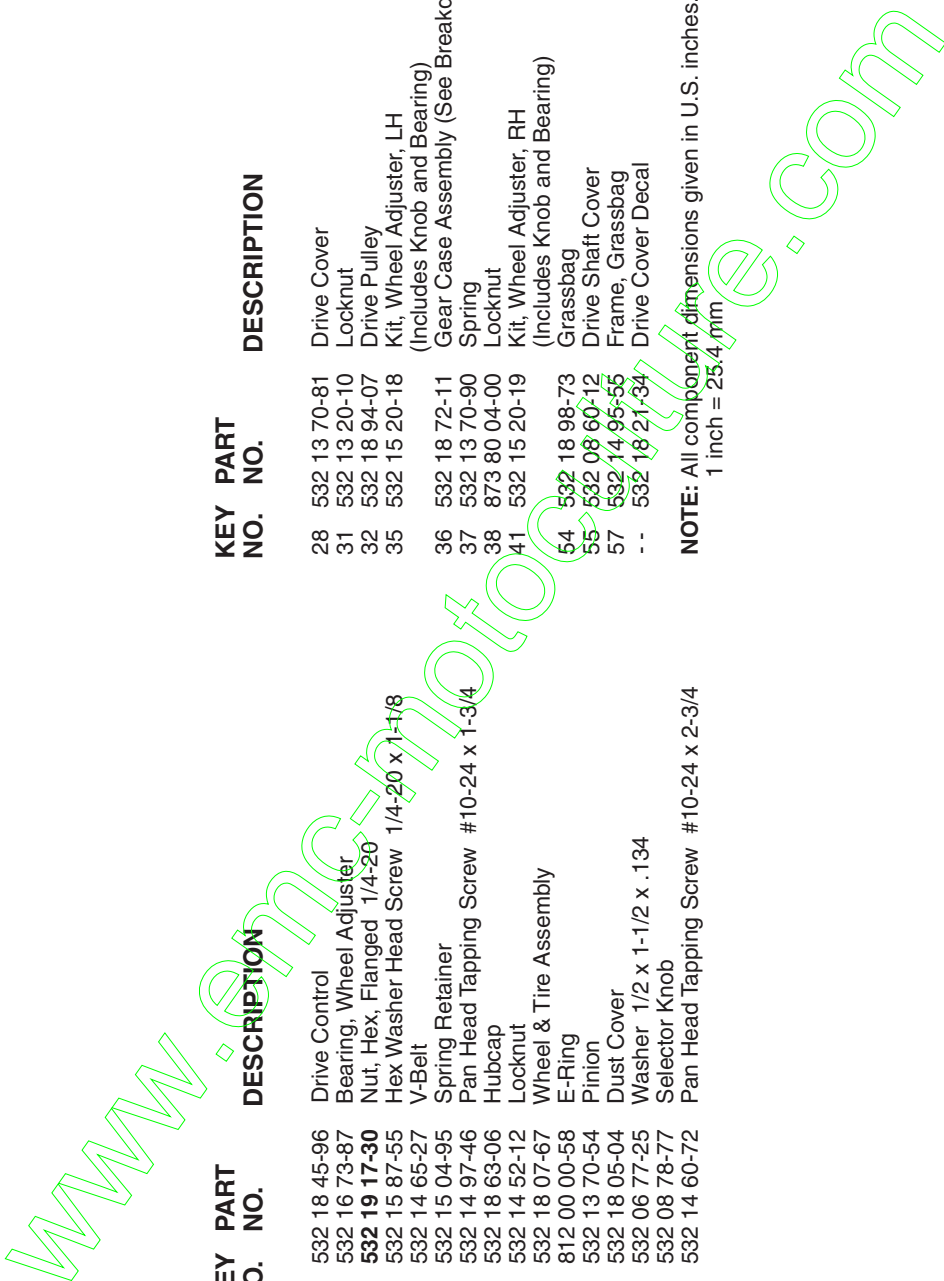 EY PART
O. NO. DESCRIPTION
532 18 45-96 Drive Control
532 16 73-87 Bearing, Wheel Adjuster
532 19 17-30 Nut, Hex, Flanged 1/4-20
532 15 87-55 Hex Washer Head Screw 1/4-20 x 1-1/8
532 14 65-27 V-Belt
532 15 04-95 Spring Retainer
532 14 97-46 Pan Head Tapping Screw #10-24 x 1-3/4
532 18 63-06 Hubcap
532 14 52-12 Locknut
532 18 07-67 Wheel & Tire Assembly
812 00 00-58 E-Ring
532 13 70-54 Pinion
532 18 05-04 Dust Cover
532 06 77-25 Washer 1/2 x 1-1/2 x .134
532 08 78-77 Selector Knob
532 14 60-72 Pan Head Tapping Screw #10-24 x 2-3/4
KEY PART
NO. NO. DESCRIPTION
28 532 13 70-81 Drive Cover
31 532 13 20-10 Locknut
32 532 18 94-07 Drive Pulley
35 532 15 20-18 Kit, Wheel Adjuster, LH
(Includes Knob and Bearing)
36 532 18 72-11 Gear Case Assembly (See Breako
37 532 13 70-90 Spring
38 873 80 04-00 Locknut
41 532 15 20-19 Kit, Wheel Adjuster, RH
(Includes Knob and Bearing)
54 532 18 98-73 Grassbag
55 532 08 60-12 Drive Shaft Cover
57 532 14 95-55 Frame, Grassbag
- - 532 18 21-34 Drive Cover Decal
NOTE: All component dimensions given in U.S. inches.
1 inch = 25.4 mm
www.emc-motoculture.com